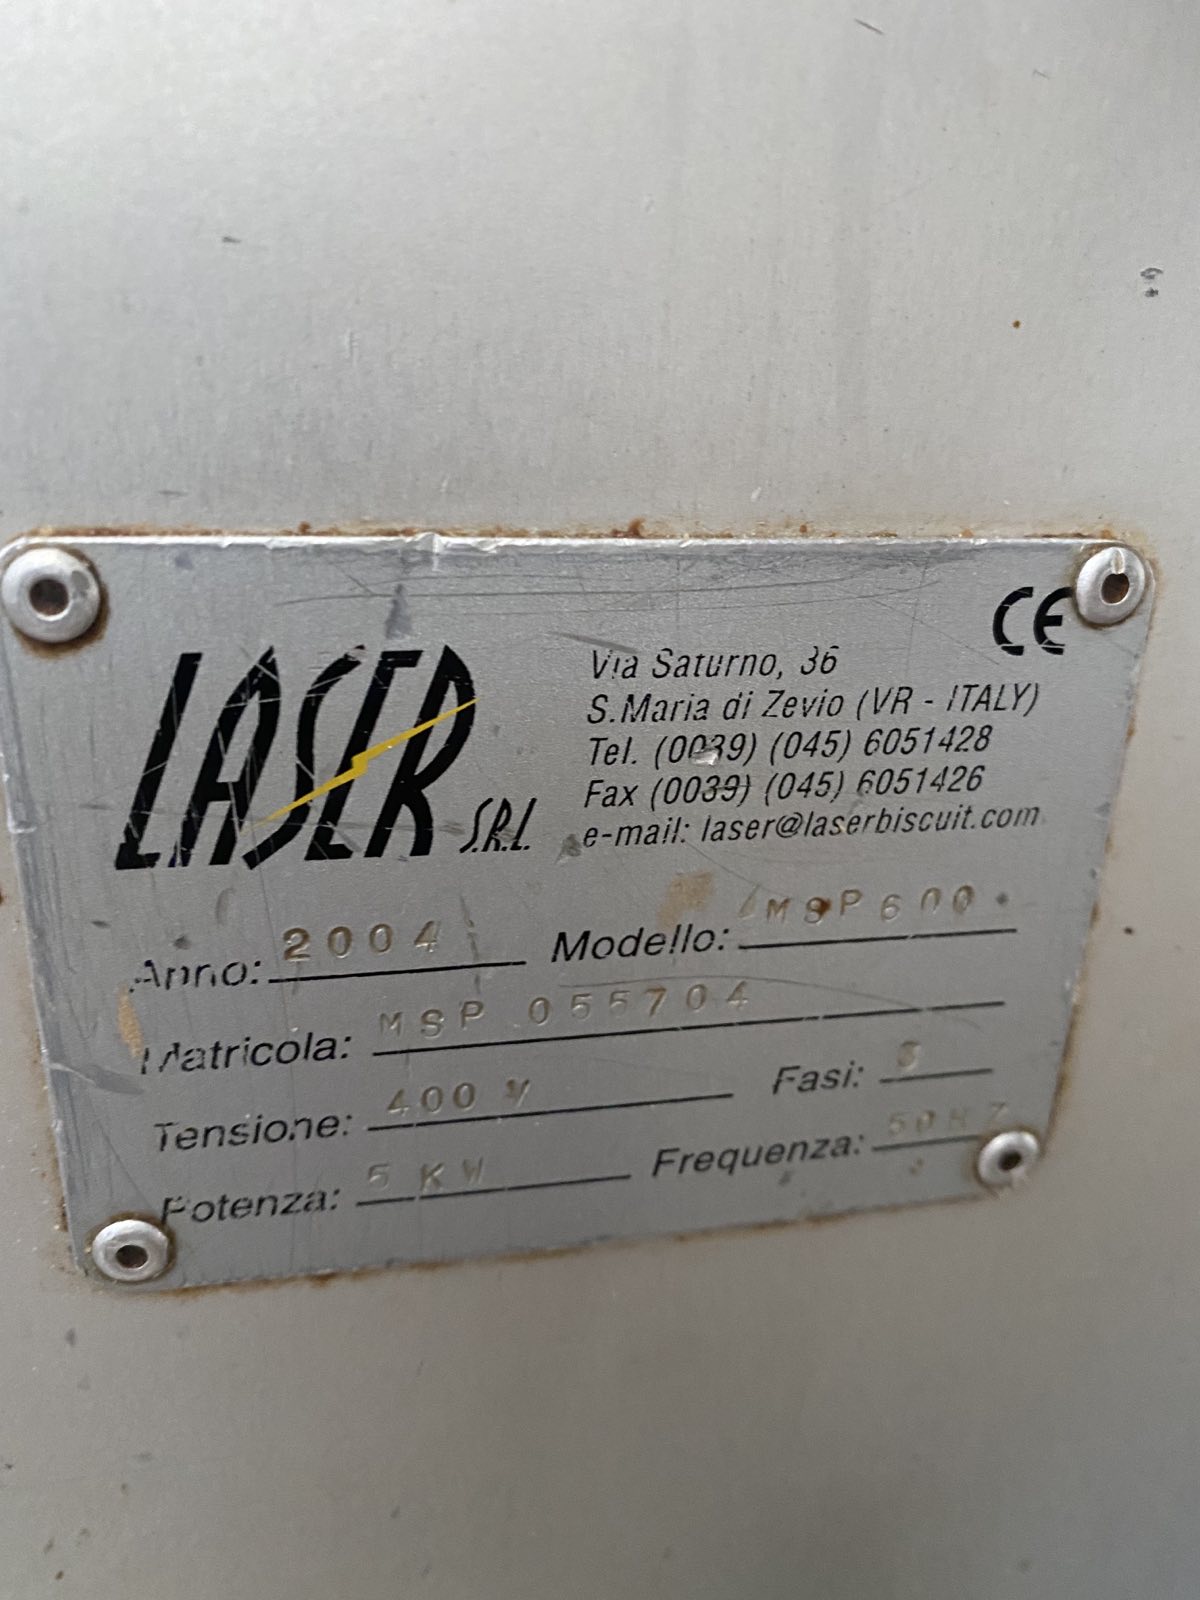 CE
LASER S.R.L.
Via Saturno, 36
S.Maria di Zevio (VR - ITALY)
Tel. (0039) (045) 6051428
Fax (0039) (045) 6051426
e-mail: laser@laserbiscuit.com
Anno: 2004 Modello: MSP600
Matricola: MSP 055704
Tensione: 400 V Fasi: 3
Potenza: 5 KW Frequenza: 50HZ